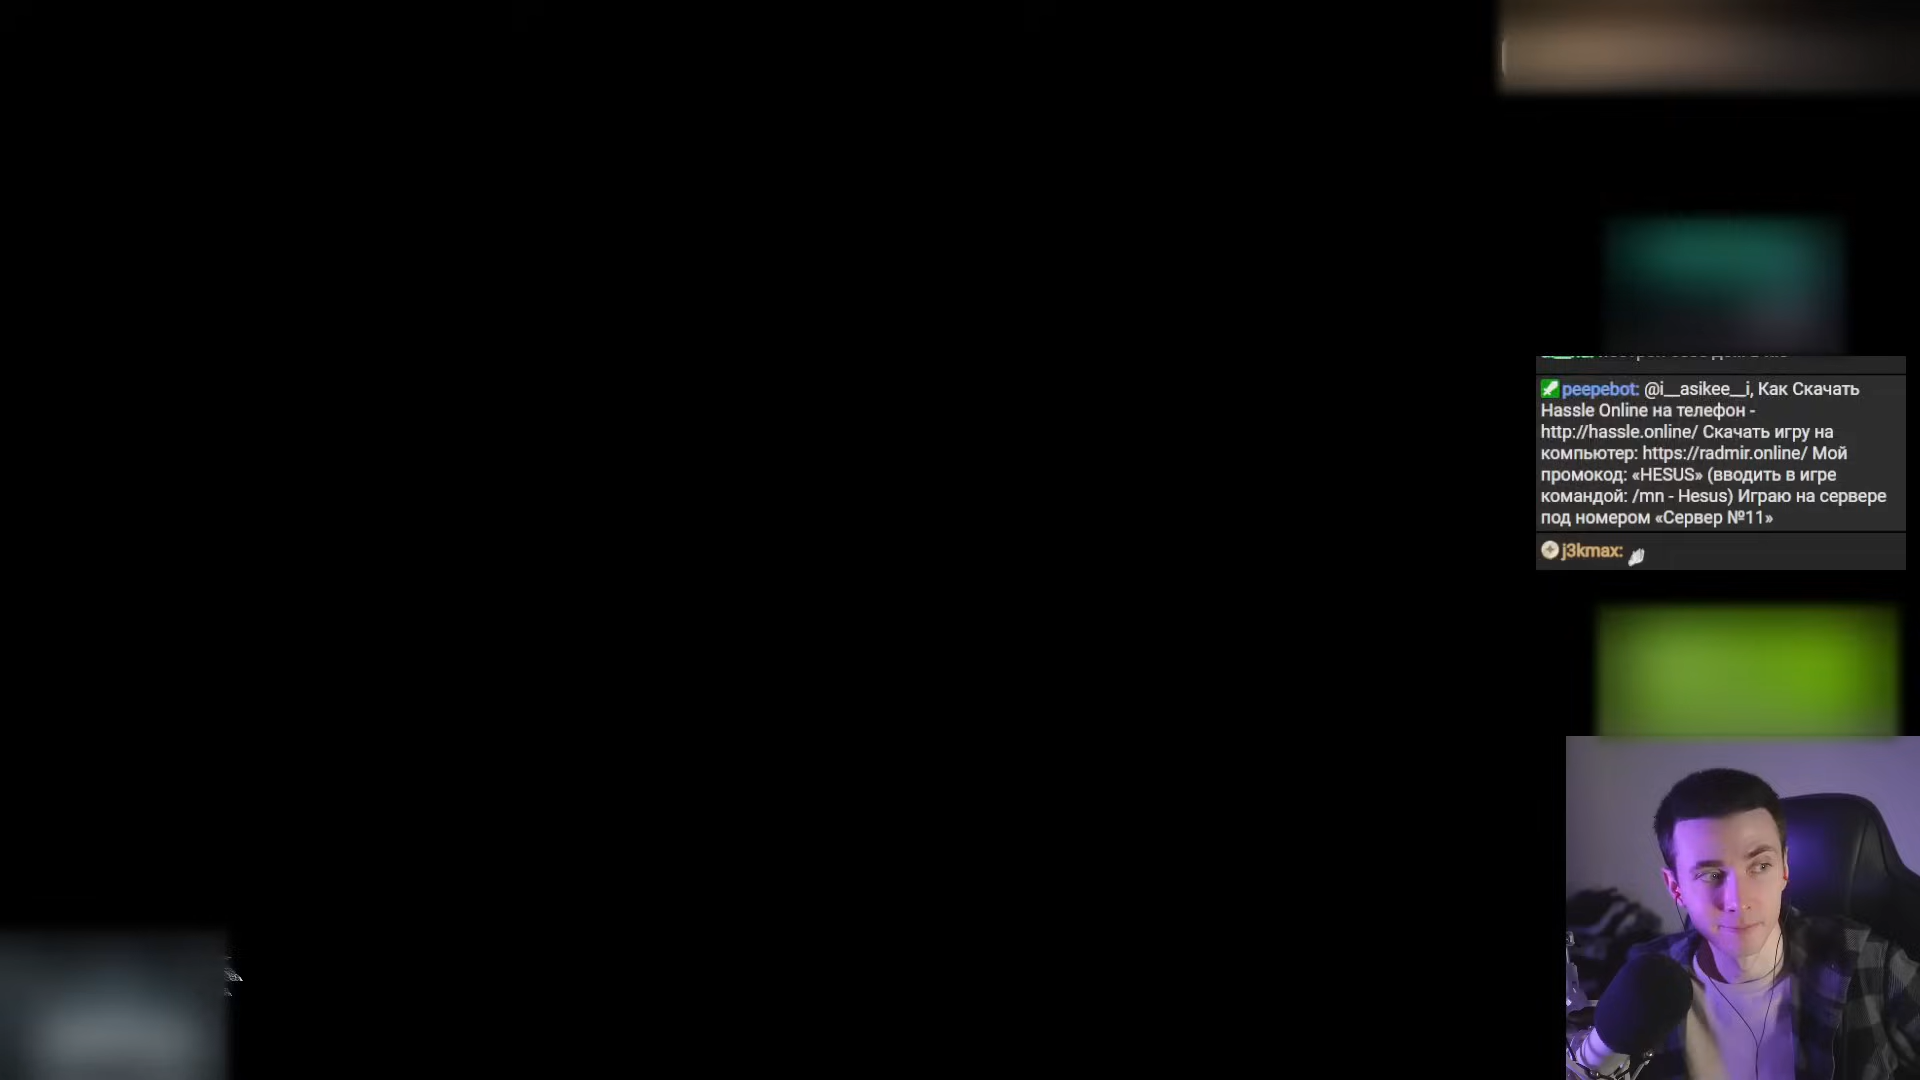 peepebot: @i__asikee__i, Как Скачать
Hassle Online на телефон -
http://hassle.online/ Скачать игру на
компьютер: https://radmir.online/ Мой
промокод: «HESUS» (вводить в игре
командой: /mn - Hesus) Играю на сервере
под номером «Сервер №11»
j3kmax: